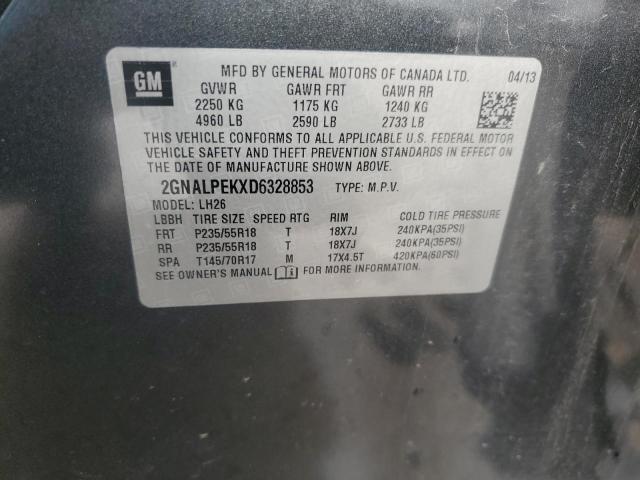 GM
MFD BY GENERAL MOTORS OF CANADA LTD. 04/13
GVWR GAWR FRT GAWR RR
2250 KG 1175 KG 1240 KG
4960 LB 2590 LB 2733 LB
THIS VEHICLE CONFORMS TO ALL APPLICABLE U.S. FEDERAL MOTOR
VEHICLE SAFETY AND THEFT PREVENTION STANDARDS IN EFFECT ON
THE DATE OF MANUFACTURE SHOWN ABOVE.
2GNALPEKXD6328853 TYPE: M.P.V.
MODEL: LH26
LBBH TIRE SIZE SPEED RTG RIM COLD TIRE PRESSURE
FRT P235/55R18 T 18X7J 240KPA(35PSI)
RR P235/55R18 T 18X7J 240KPA(35PSI)
SPA T145/70R17 M 17X4.5T 420KPA(60PSI)
SEE OWNER'S MANUAL FOR MORE INFORMATION.